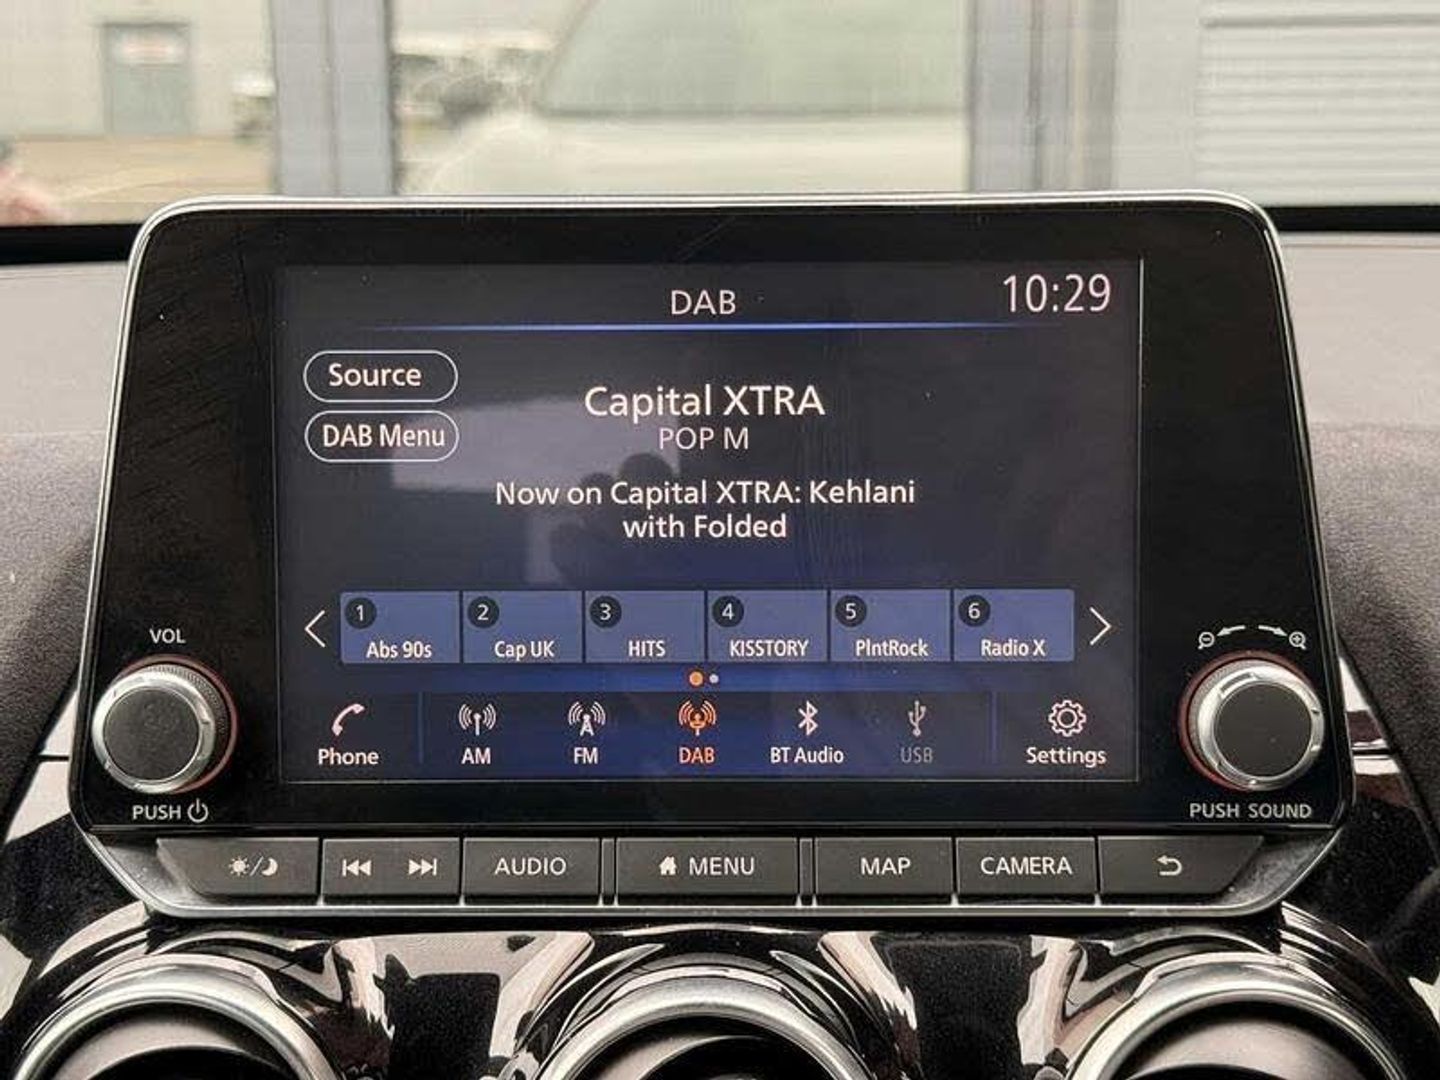 DAB
10:29
Source
DAB Menu
Capital XTRA
POP M
Now on Capital XTRA: Kehlani
with Folded
1 2 3 4 5 6
Abs 90s Cap UK HITS KISSTORY PlntRock Radio X
Phone AM FM DAB BT Audio USB Settings
VOL
PUSH
PUSH SOUND
AUDIO MENU MAP CAMERA